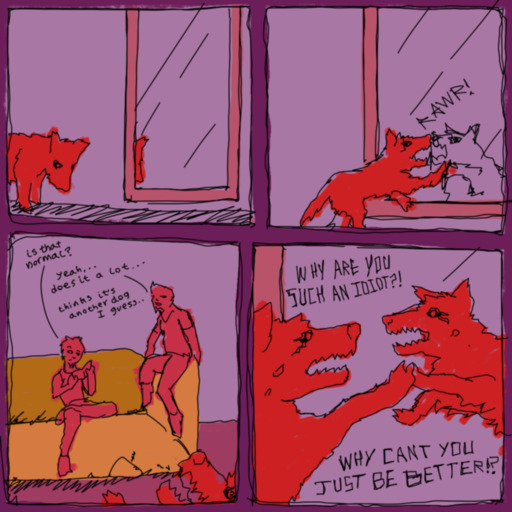 RAWR!
is that
normal?
yeah...
does it a lot...
thinks it's
another dog
I guess..
WHY ARE YOU
SUCH AN IDIOT?!
WHY CANT YOU
JUST BE BETTER!?